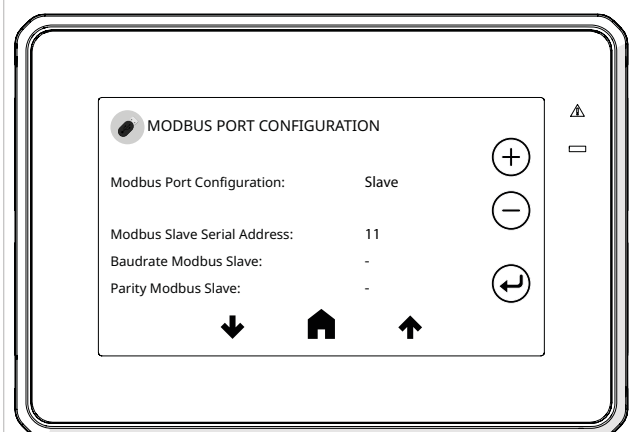 MODBUS PORT CONFIGURATION
Modbus Port Configuration: Slave
Modbus Slave Serial Address: 11
Baudrate Modbus Slave: -
Parity Modbus Slave: -